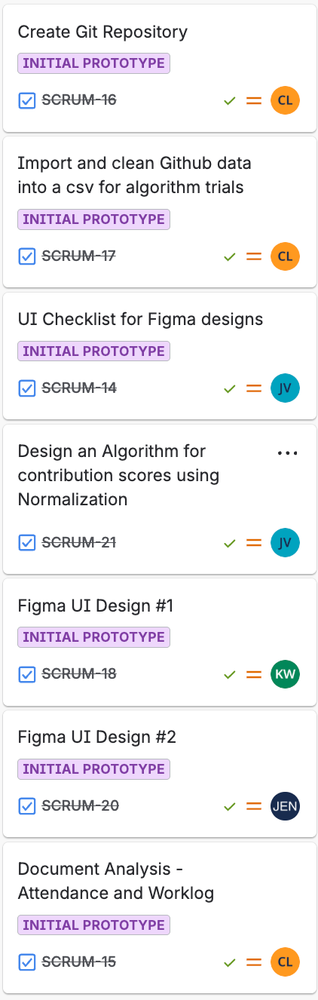 Create Git Repository
INITIAL PROTOTYPE
SCRUM-16 CL
Import and clean Github data
into a csv for algorithm trials
INITIAL PROTOTYPE
SCRUM-17 CL
UI Checklist for Figma designs
INITIAL PROTOTYPE
SCRUM-14 JV
Design an Algorithm for
contribution scores using
Normalization
SCRUM-21 JV
Figma UI Design #1
INITIAL PROTOTYPE
SCRUM-18 KW
Figma UI Design #2
INITIAL PROTOTYPE
SCRUM-20 JEN
Document Analysis -
Attendance and Worklog
INITIAL PROTOTYPE
SCRUM-15 CL